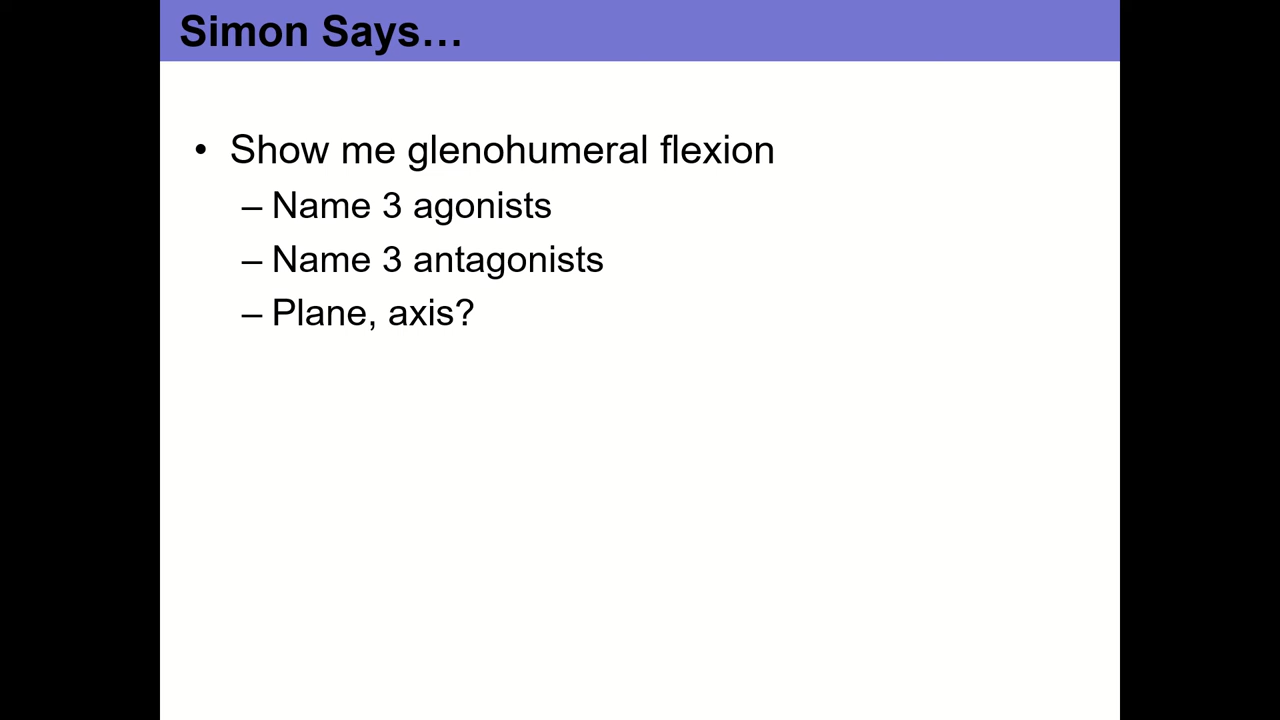 Simon Says…
• Show me glenohumeral flexion
– Name 3 agonists
– Name 3 antagonists
– Plane, axis?